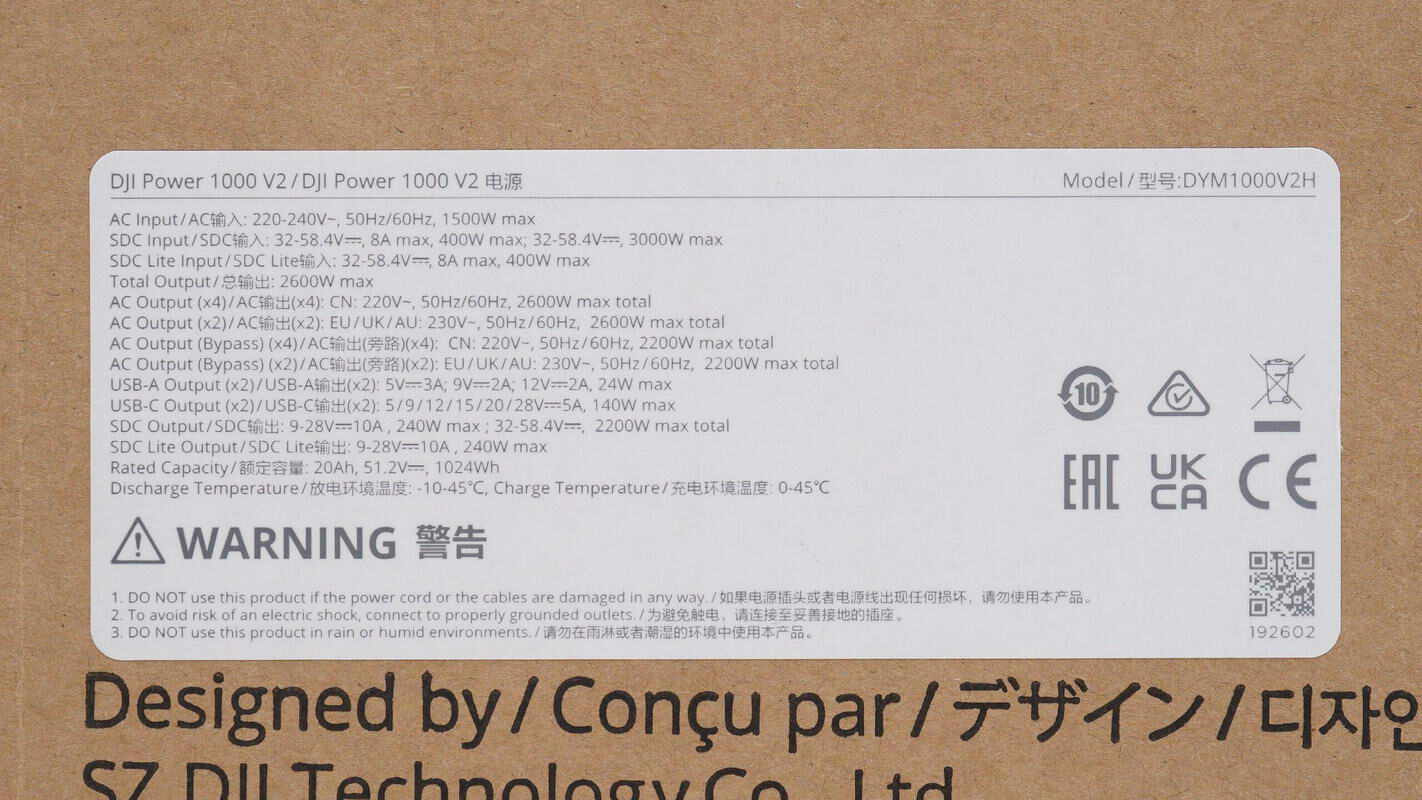 DJI Power 1000 V2 / DJI Power 1000 V2 电源
Model / 型号:DYM1000V2H
AC Input / AC输入: 220-240V~, 50Hz/60Hz, 1500W max
SDC Input / SDC输入: 32-58.4V⎓, 8A max, 400W max; 32-58.4V⎓, 3000W max
SDC Lite Input / SDC Lite输入: 32-58.4V⎓, 8A max, 400W max
Total Output / 总输出: 2600W max
AC Output (x4) / AC输出(x4): CN: 220V~, 50Hz/60Hz, 2600W max total
AC Output (x2) / AC输出(x2): EU / UK / AU: 230V~, 50Hz / 60Hz, 2600W max total
AC Output (Bypass) (x4) / AC输出(旁路)(x4): CN: 220V~, 50Hz / 60Hz, 2200W max total
AC Output (Bypass) (x2) / AC输出(旁路)(x2): EU / UK / AU: 230V~, 50Hz / 60Hz, 2200W max total
USB-A Output (x2) / USB-A输出(x2): 5V⎓3A; 9V⎓2A; 12V⎓2A, 24W max
USB-C Output (x2) / USB-C输出(x2): 5 / 9 / 12 / 15 / 20 / 28V⎓5A, 140W max
SDC Output / SDC输出: 9-28V⎓10A , 240W max ; 32-58.4V⎓, 2200W max total
SDC Lite Output / SDC Lite输出: 9-28V⎓10A , 240W max
Rated Capacity / 额定容量: 20Ah, 51.2V⎓, 1024Wh
Discharge Temperature / 放电环境温度: -10-45℃, Charge Temperature / 充电环境温度: 0-45℃
10
EAC
UK
CA
CE
WARNING 警告
1. DO NOT use this product if the power cord or the cables are damaged in any way. / 如果电源插头或者电源线出现任何损坏，请勿使用本产品。
2. To avoid risk of an electric shock, connect to properly grounded outlets. / 为避免触电，请连接至妥善接地的插座。
3. DO NOT use this product in rain or humid environments. / 请勿在雨淋或者潮湿的环境中使用本产品。
192602
Designed by / Conçu par / デザイン / 디자인
SZ DJI Technology Co., Ltd.